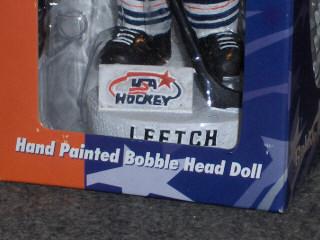 USA
HOCKEY
LEETCH
Hand Painted Bobble Head Doll